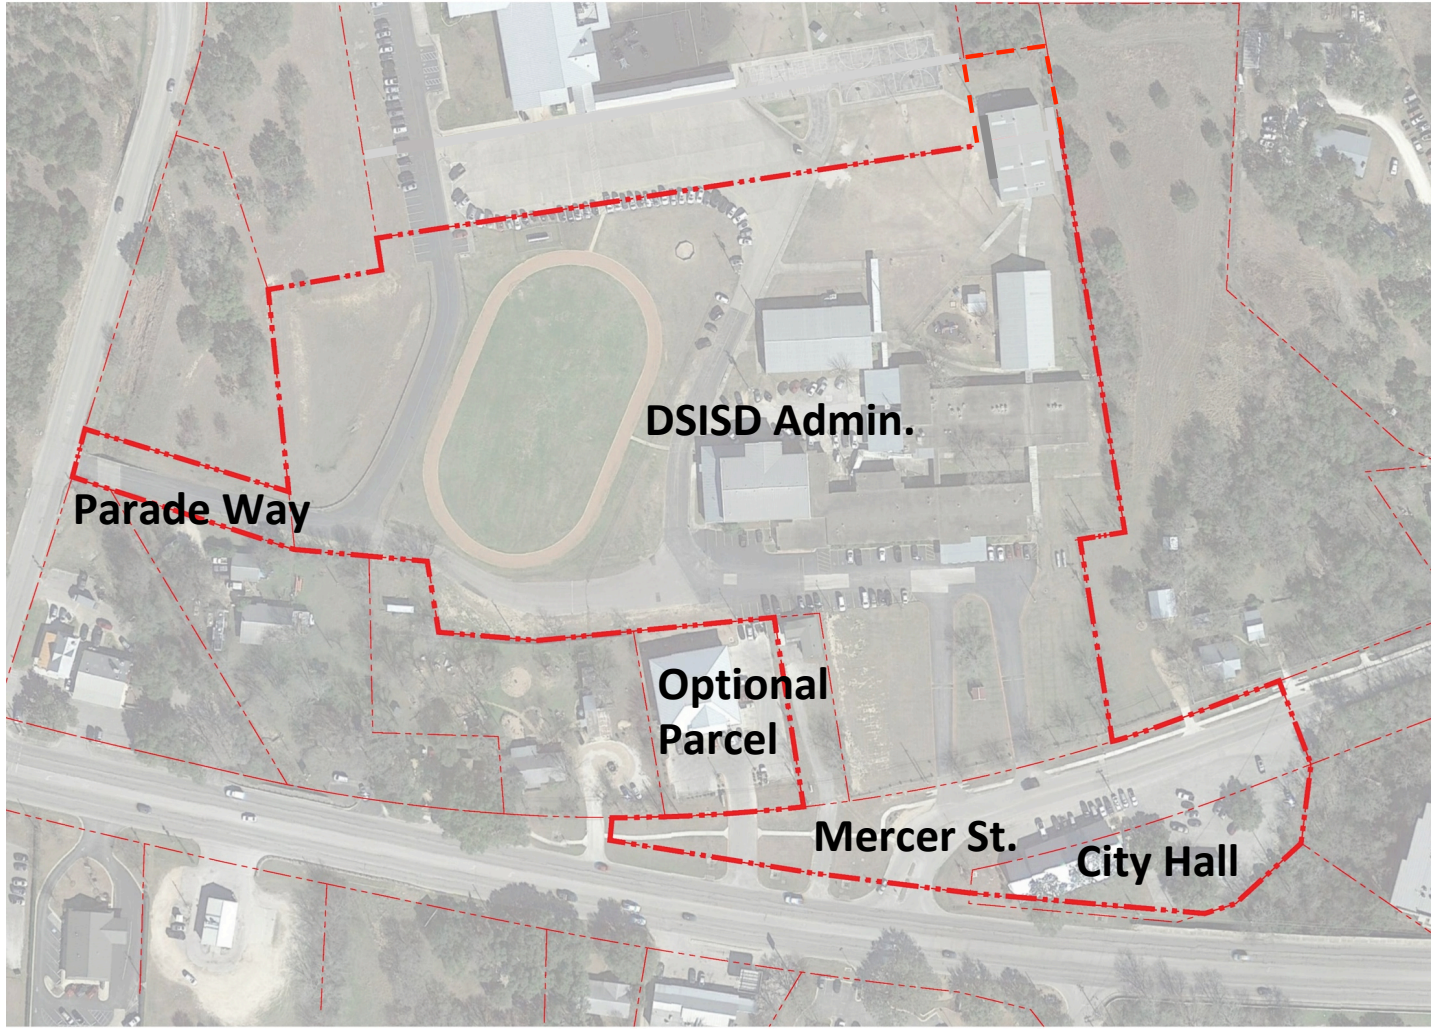 DSISD Admin.
Parade Way
Optional
Parcel
Mercer St.
City Hall